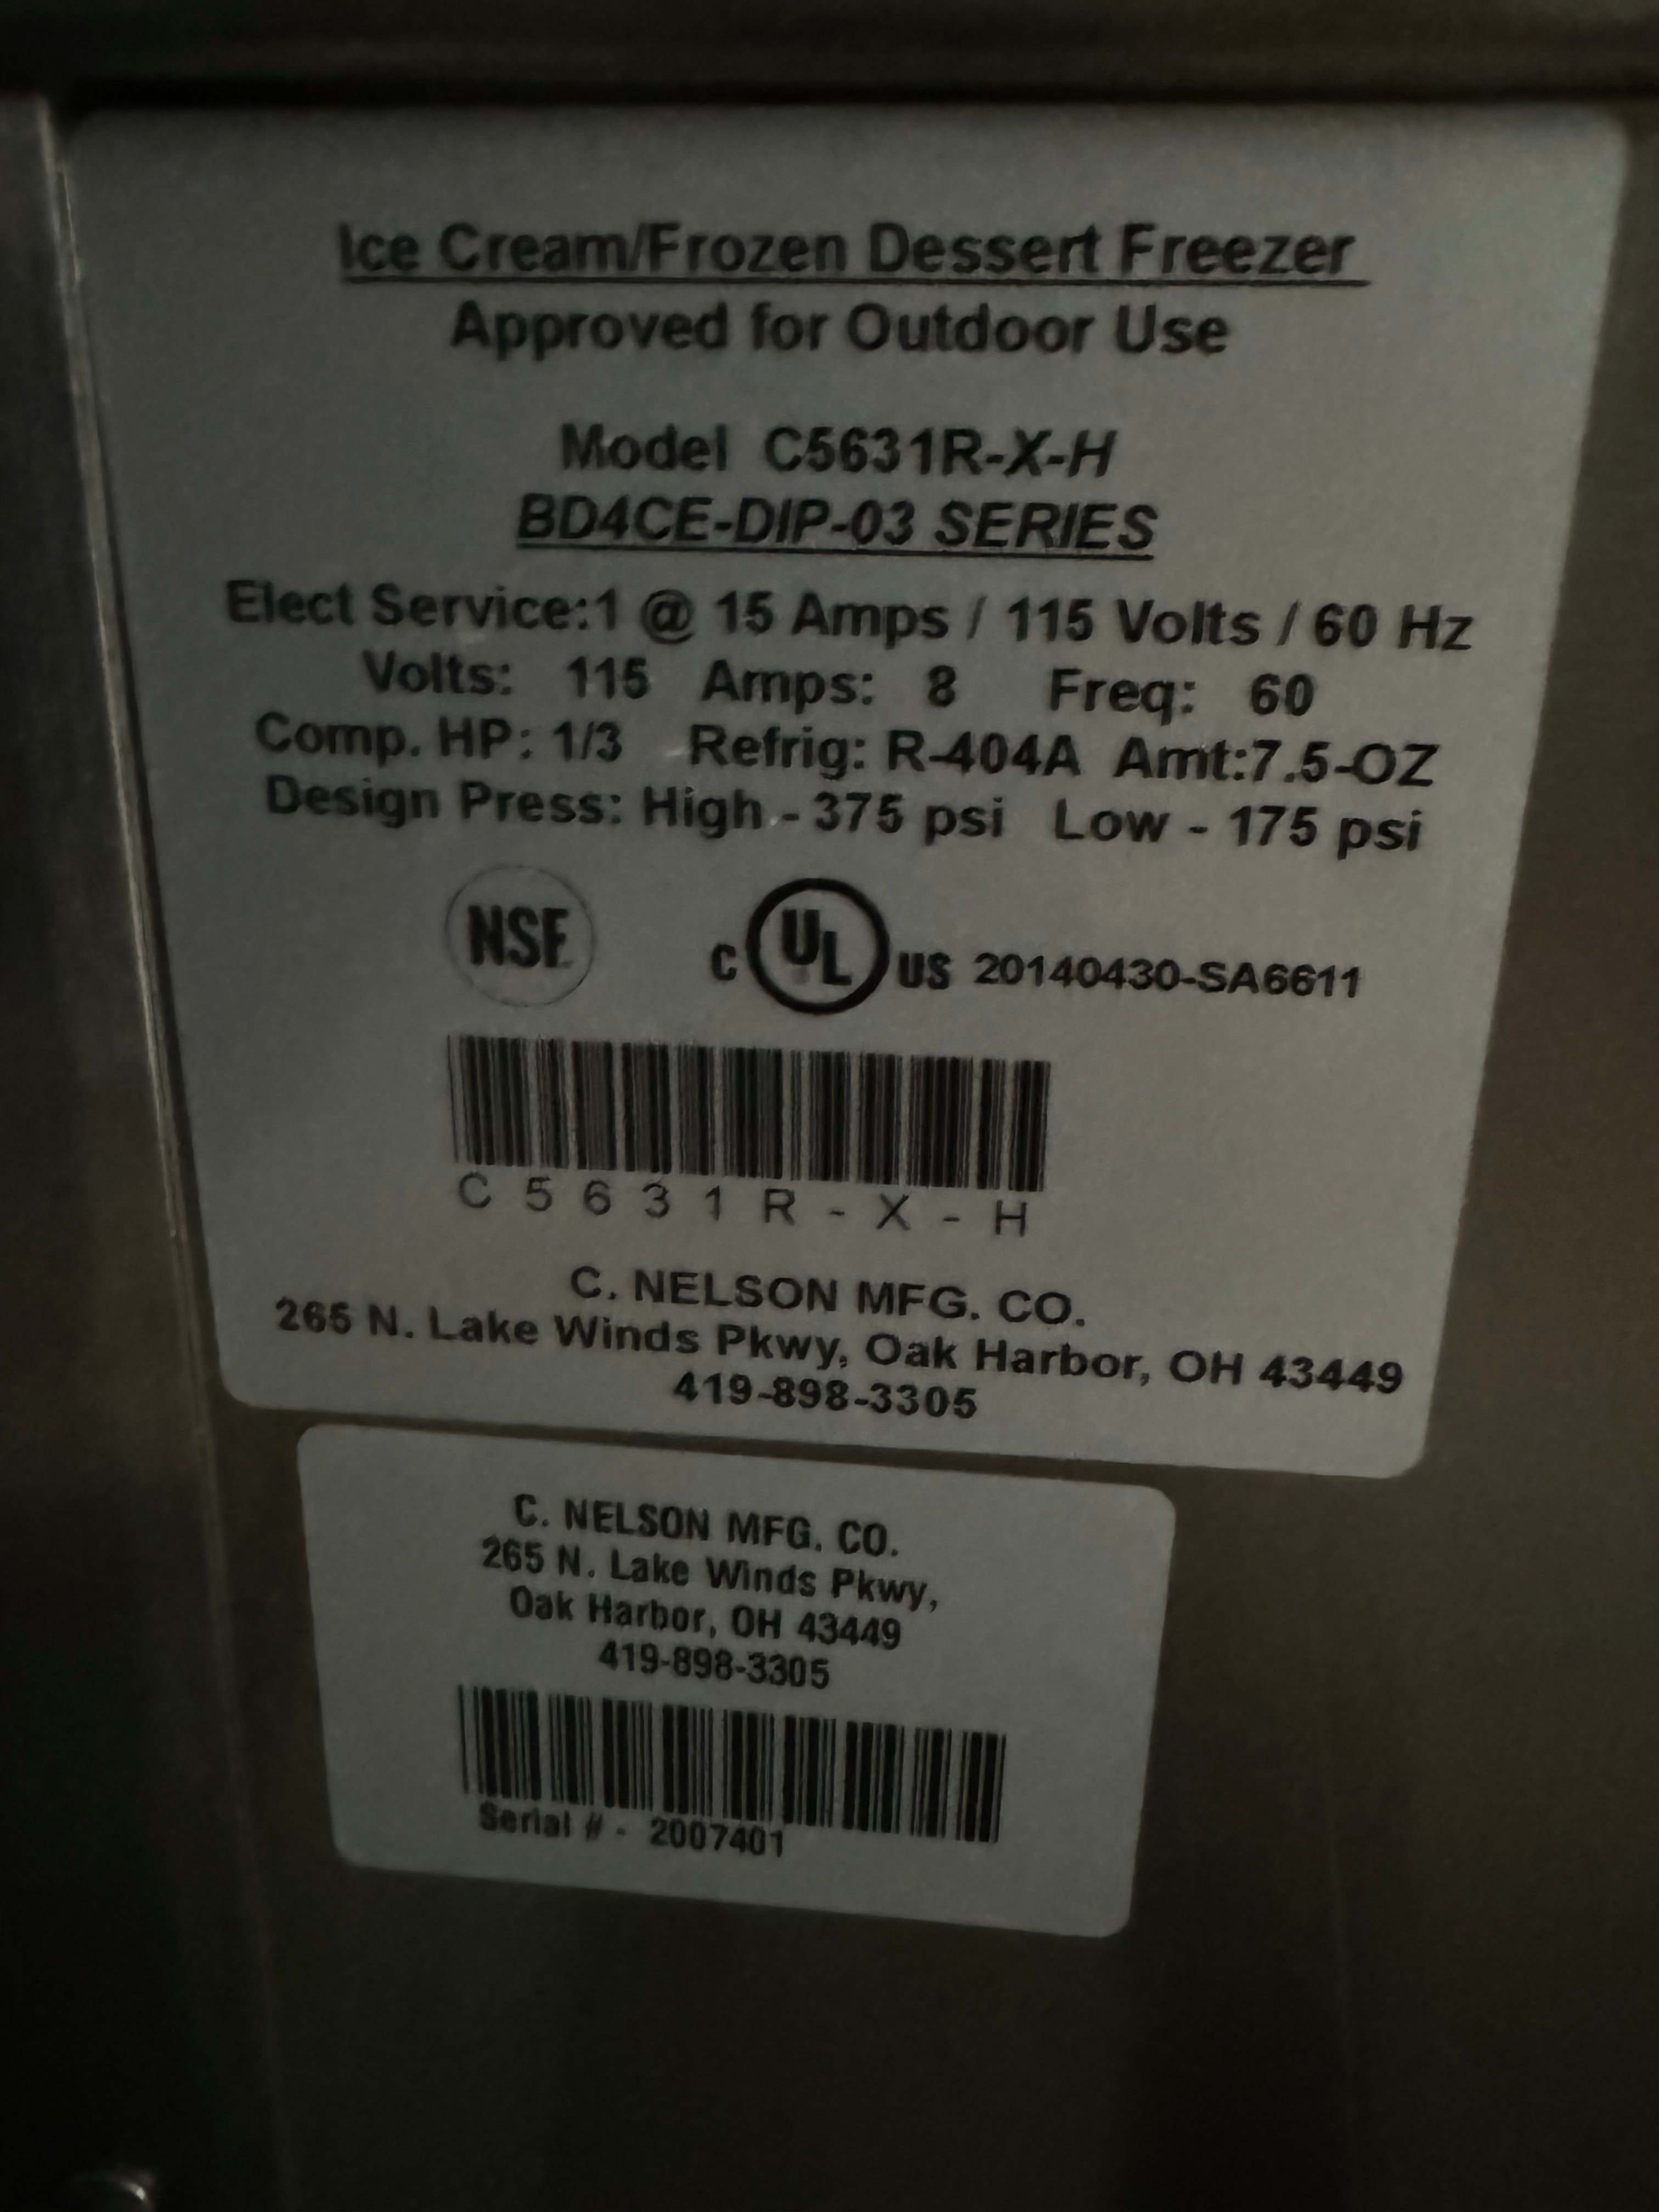 Ice Cream/Frozen Dessert Freezer
Approved for Outdoor Use
Model C5631R-X-H
BD4CE-DIP-03 SERIES
Elect Service:1 @ 15 Amps / 115 Volts / 60 Hz
Volts: 115 Amps: 8 Freq: 60
Comp. HP: 1/3 Refrig: R-404A Amt:7.5-OZ
Design Press: High - 375 psi Low - 175 psi
NSF C UL US 20140430-SA6611
C5631R-X-H
C. NELSON MFG. CO.
265 N. Lake Winds Pkwy, Oak Harbor, OH 43449
419-898-3305
C. NELSON MFG. CO.
265 N. Lake Winds Pkwy,
Oak Harbor, OH 43449
419-898-3305
Serial # - 2007401